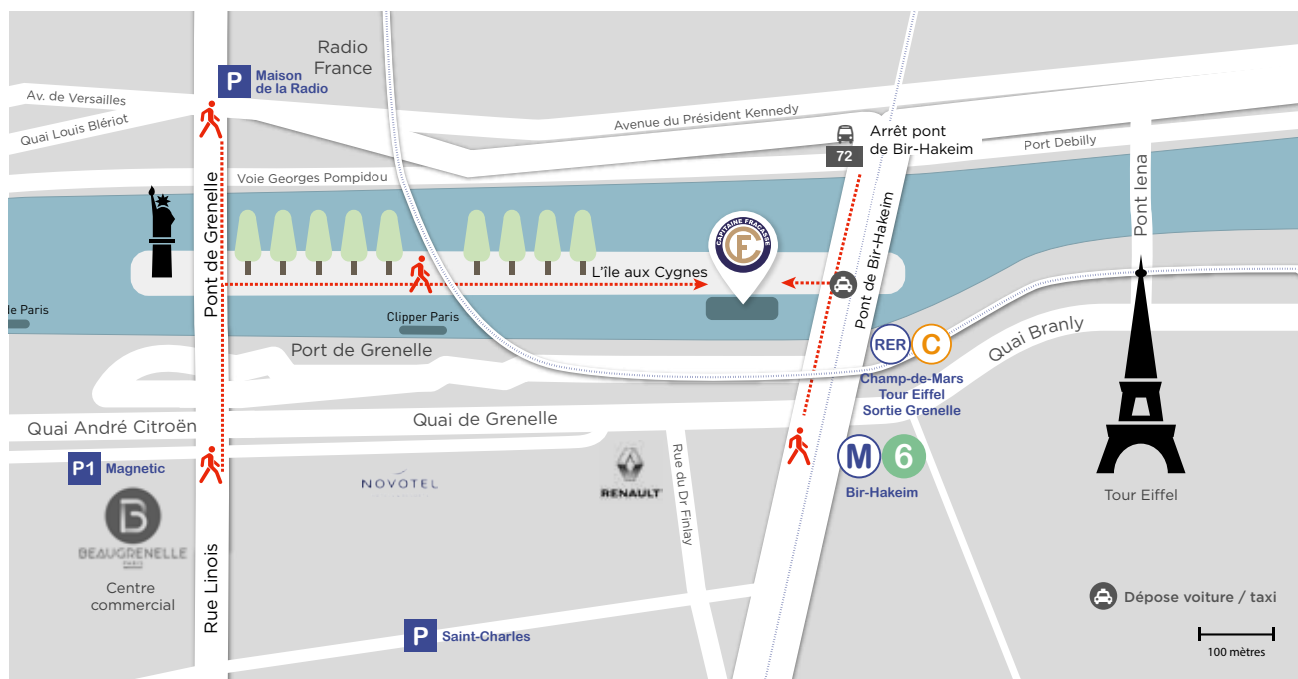 Radio
France
P
Maison
de la Radio
Av. de Versailles
Quai Louis Blériot
Avenue du Président Kennedy
Arrêt pont
de Bir-Hakeim
72
Port Debilly
Voie Georges Pompidou
Pont de Grenelle
Pont Iena
CAPITAINE FRACASSE
CF
L'île aux Cygnes
Pont de Bir-Hakeim
le Paris
Clipper Paris
Port de Grenelle
RER C
Champ-de-Mars
Tour Eiffel
Sortie Grenelle
Quai Branly
Quai André Citroën
Quai de Grenelle
P1
Magnetic
NOVOTEL
RENAULT
Rue du Dr Finlay
M 6
Bir-Hakeim
Tour Eiffel
B
BEAUGRENELLE
PARIS
Centre
commercial
Rue Linois
P
Saint-Charles
Dépose voiture / taxi
100 mètres